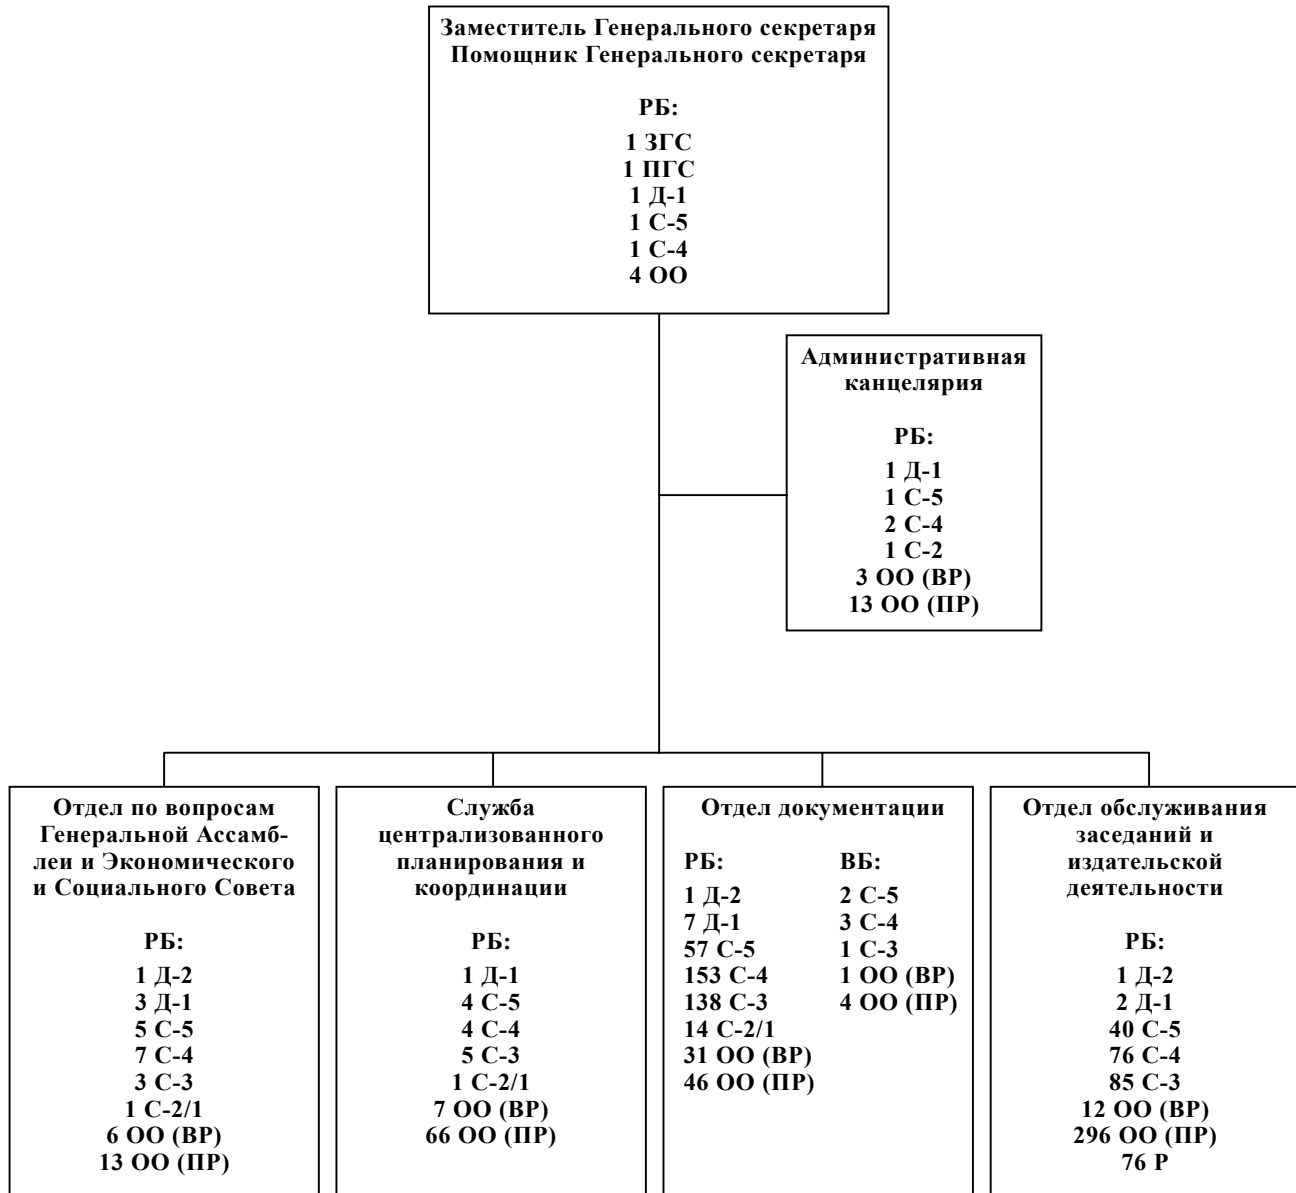 Заместитель Генерального секретаря
Помощник Генерального секретаря
РБ:
1 ЗГС
1 ПГС
1 Д-1
1 С-5
1 С-4
4 ОО
Административная
канцелярия
РБ:
1 Д-1
1 С-5
2 С-4
1 С-2
3 ОО (ВР)
13 ОО (ПР)
Отдел по вопросам
Генеральной Ассамб-
леи и Экономического
и Социального Совета
РБ:
1 Д-2
3 Д-1
5 С-5
7 С-4
3 С-3
1 С-2/1
6 ОО (ВР)
13 ОО (ПР)
Служба
централизованного
планирования и
координации
РБ:
1 Д-1
4 С-5
4 С-4
5 С-3
1 С-2/1
7 ОО (ВР)
66 ОО (ПР)
Отдел документации
РБ:
1 Д-2
7 Д-1
57 С-5
153 С-4
138 С-3
14 С-2/1
31 ОО (ВР)
46 ОО (ПР)
ВБ:
2 С-5
3 С-4
1 С-3
1 ОО (ВР)
4 ОО (ПР)
Отдел обслуживания
заседаний и
издательской
деятельности
РБ:
1 Д-2
2 Д-1
40 С-5
76 С-4
85 С-3
12 ОО (ВР)
296 ОО (ПР)
76 Р